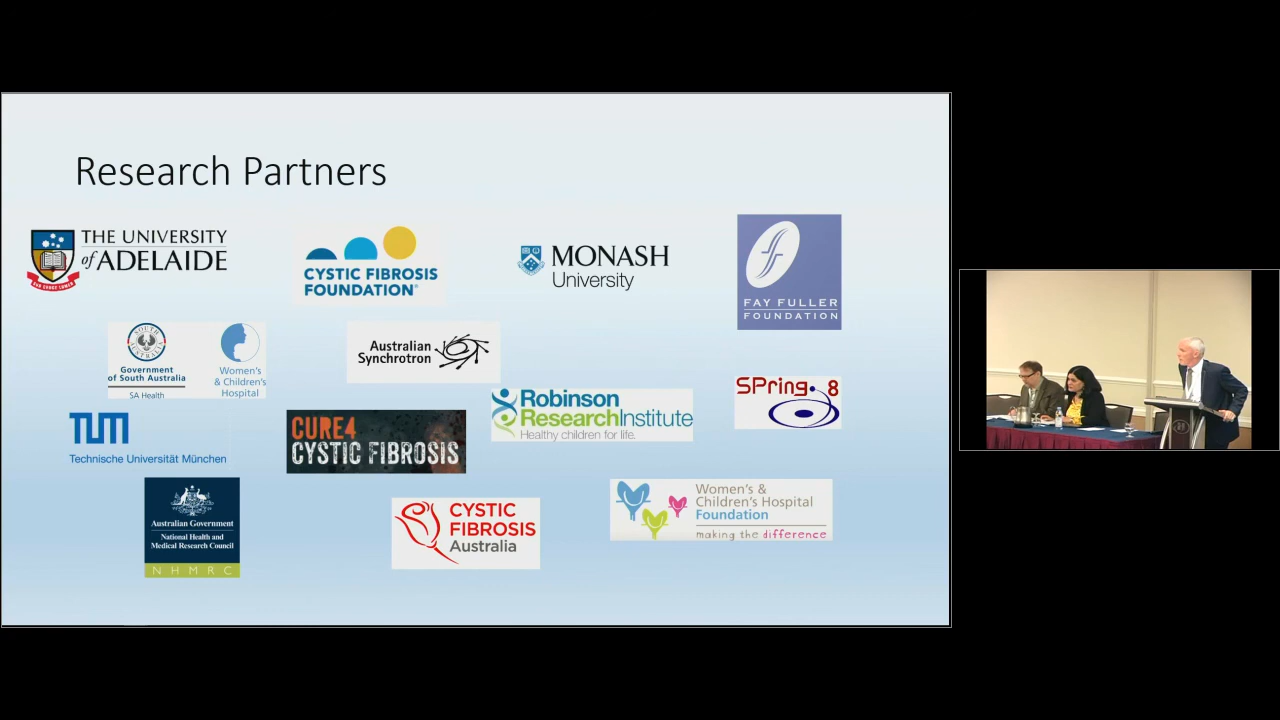 Research Partners
THE UNIVERSITY
of ADELAIDE
CYSTIC FIBROSIS
FOUNDATION®
MONASH
University
FAY FULLER
FOUNDATION
SOUTH
AUSTRALIA
Government
of South Australia
SA Health
Women's
& Children's
Hospital
Australian
Synchrotron
Robinson
ResearchInstitute
Healthy children for life.
SPring. 8
TUM
Technische Universität München
CURE4
CYSTIC FIBROSIS
Australian Government
National Health and
Medical Research Council
NHMRC
CYSTIC
FIBROSIS
Australia
Women's &
Children's Hospital
Foundation
making the difference